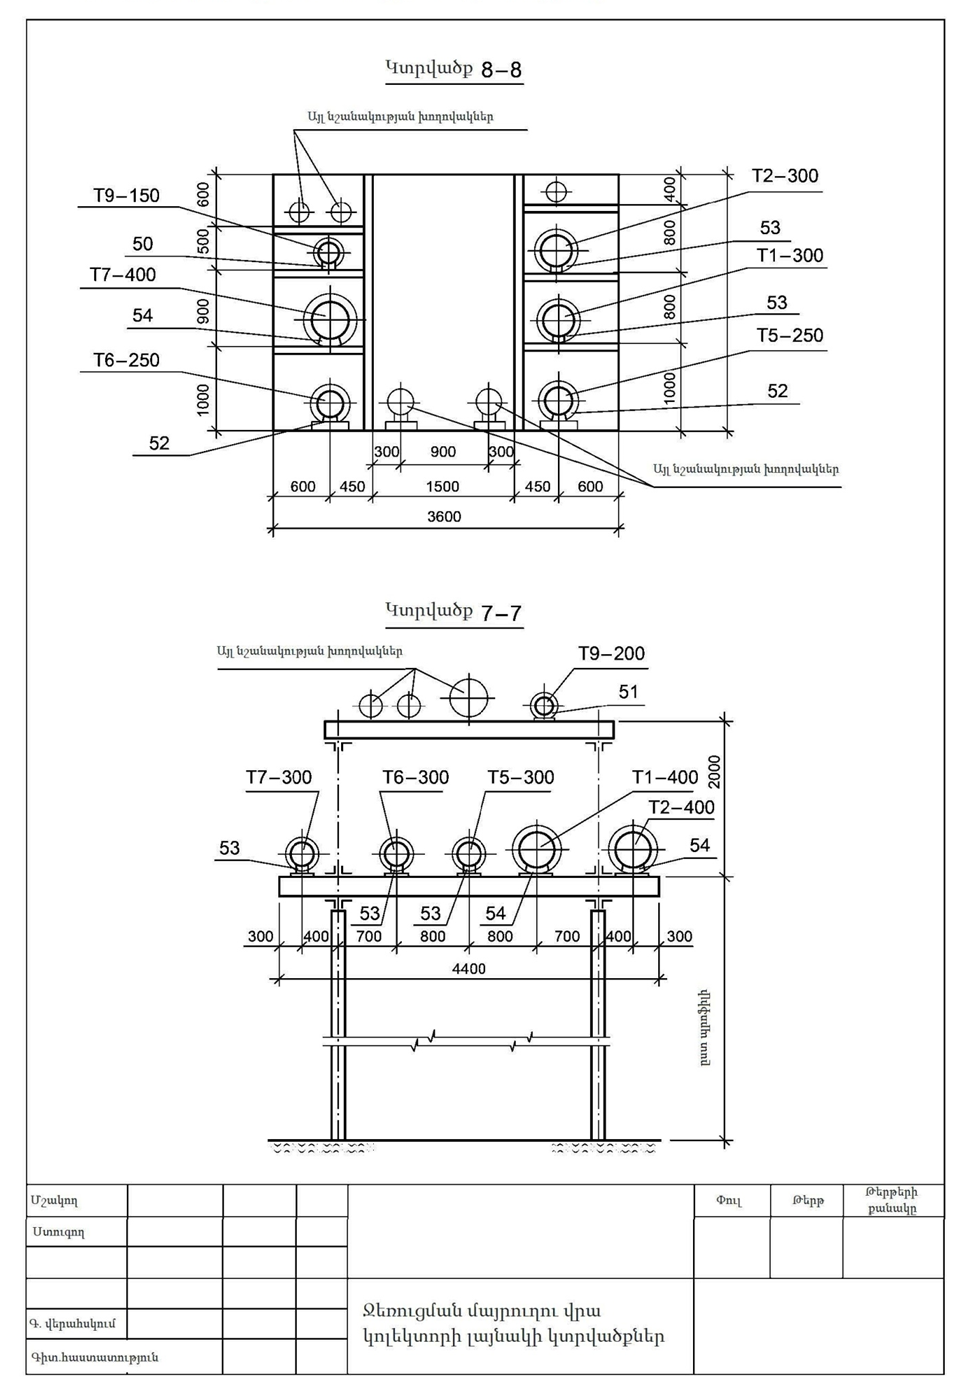 Կտրվածք 8–8
Այլ նշանակության խողովակներ
T9–150
50
T7–400
54
T6–250
52
600
500
900
1000
400
800
800
1000
T2–300
53
T1–300
53
T5–250
52
Այլ նշանակության խողովակներ
300
900
300
600
450
1500
450
600
3600
Կտրվածք 7–7
Այլ նշանակության խողովակներ
T9–200
51
T7–300
T6–300
T5–300
T1–400
T2–400
53
54
53
53
54
2000
300
400
700
800
800
700
400
300
4400
ըստ պրոֆիլի
Մշակող
Ստուգող
Գ. վերահսկում
Գիտ.հաստատություն
Ջեռուցման մայրուղու վրա
կոլեկտորի լայնակի կտրվածքներ
Փուլ
Թերթ
Թերթերի
քանակը